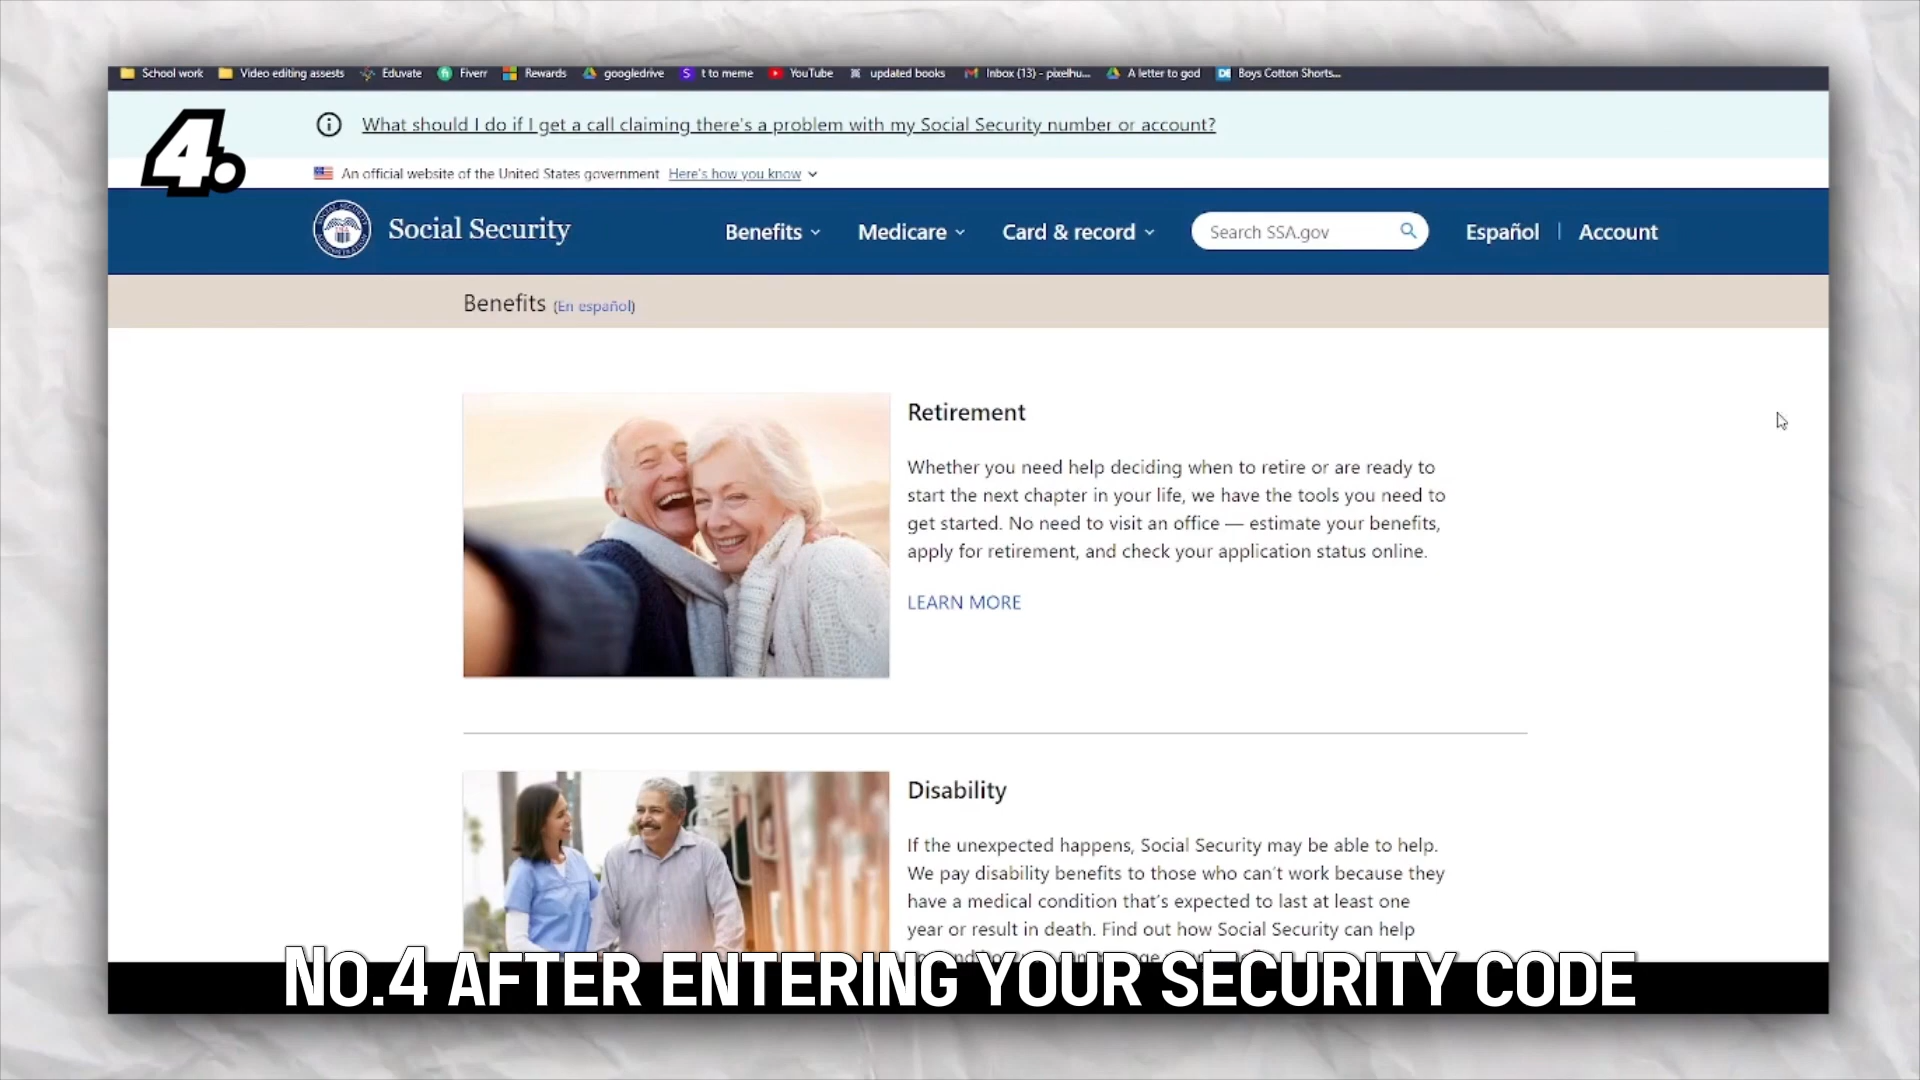 School work Video editing assests Eduvate Fiverr Rewards googledrive t to meme YouTube updated books Inbox (13) - pixelhu... A letter to god Boys Cotton Shorts...
4.
What should I do if I get a call claiming there's a problem with my Social Security number or account?
An official website of the United States government Here's how you know
Social Security Benefits Medicare Card & record Search SSA.gov Español | Account
Benefits (En español)
Retirement
Whether you need help deciding when to retire or are ready to
start the next chapter in your life, we have the tools you need to
get started. No need to visit an office — estimate your benefits,
apply for retirement, and check your application status online.
LEARN MORE
Disability
If the unexpected happens, Social Security may be able to help.
We pay disability benefits to those who can't work because they
have a medical condition that's expected to last at least one
year or result in death. Find out how Social Security can help
NO.4 AFTER ENTERING YOUR SECURITY CODE